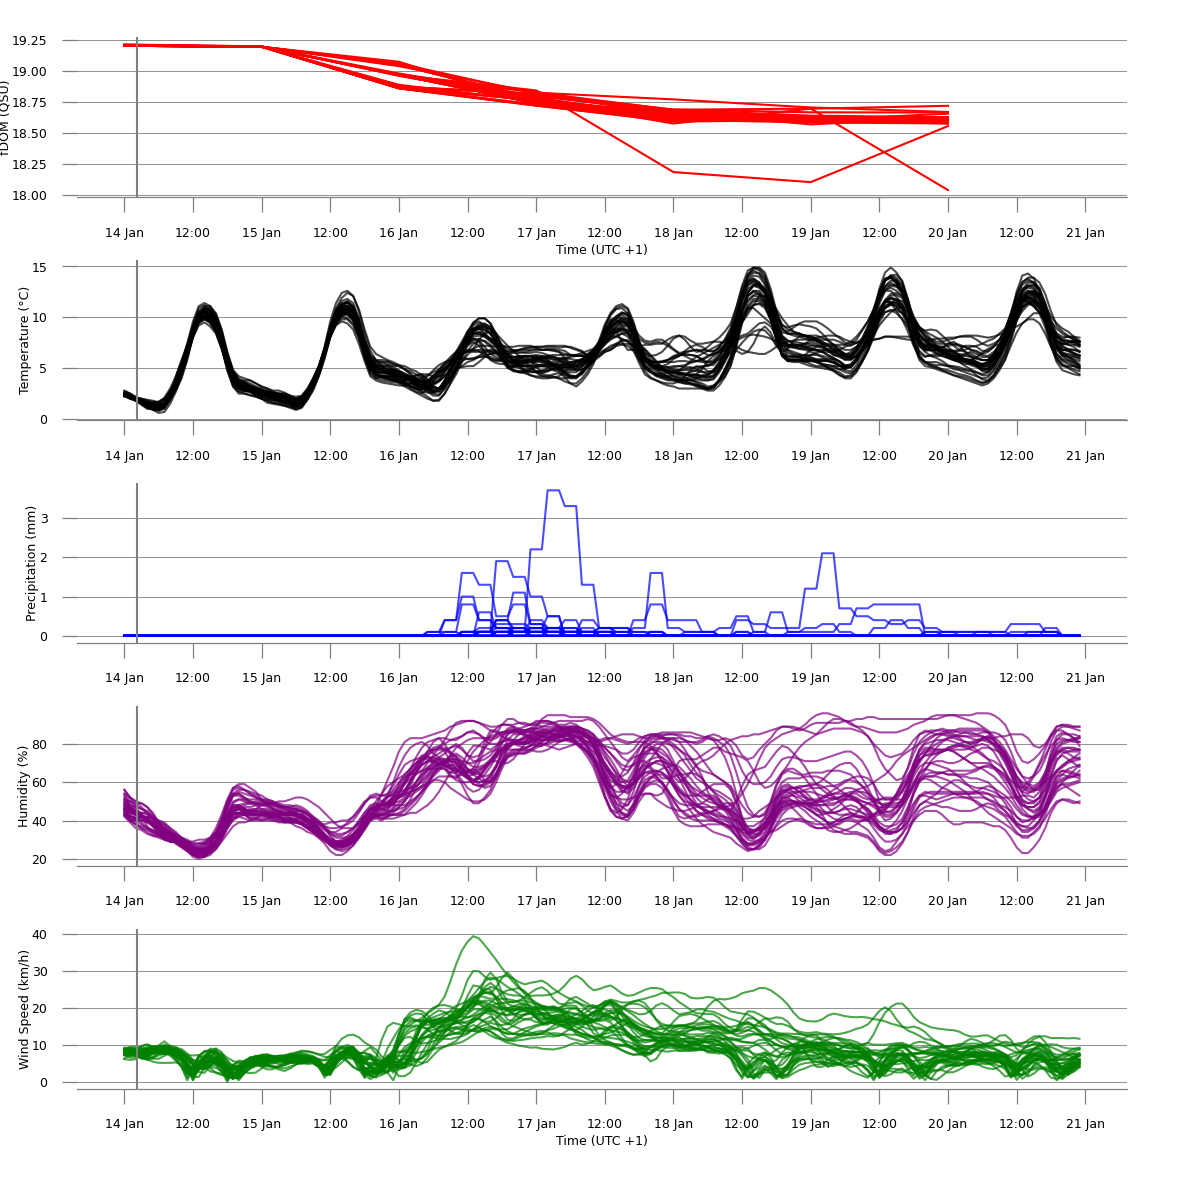 19.25
19.00
18.75
18.50
18.25
18.00
fDOM (QSU)
14 Jan 12:00 15 Jan 12:00 16 Jan 12:00 17 Jan 12:00 18 Jan 12:00 19 Jan 12:00 20 Jan 12:00 21 Jan
Time (UTC +1)
15
10
5
0
Temperature (°C)
14 Jan 12:00 15 Jan 12:00 16 Jan 12:00 17 Jan 12:00 18 Jan 12:00 19 Jan 12:00 20 Jan 12:00 21 Jan
3
2
1
0
Precipitation (mm)
14 Jan 12:00 15 Jan 12:00 16 Jan 12:00 17 Jan 12:00 18 Jan 12:00 19 Jan 12:00 20 Jan 12:00 21 Jan
80
60
40
20
Humidity (%)
14 Jan 12:00 15 Jan 12:00 16 Jan 12:00 17 Jan 12:00 18 Jan 12:00 19 Jan 12:00 20 Jan 12:00 21 Jan
40
30
20
10
0
Wind Speed (km/h)
14 Jan 12:00 15 Jan 12:00 16 Jan 12:00 17 Jan 12:00 18 Jan 12:00 19 Jan 12:00 20 Jan 12:00 21 Jan
Time (UTC +1)